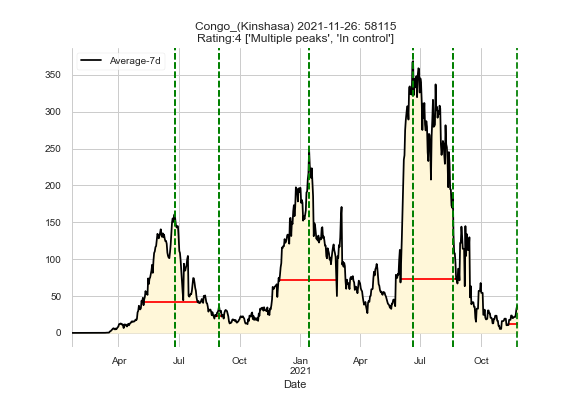 Congo_(Kinshasa) 2021-11-26: 58115
Rating:4 ['Multiple peaks', 'In control']
Average-7d
350
300
250
200
150
100
50
0
Apr Jul Oct Jan Apr Jul Oct
2021
Date